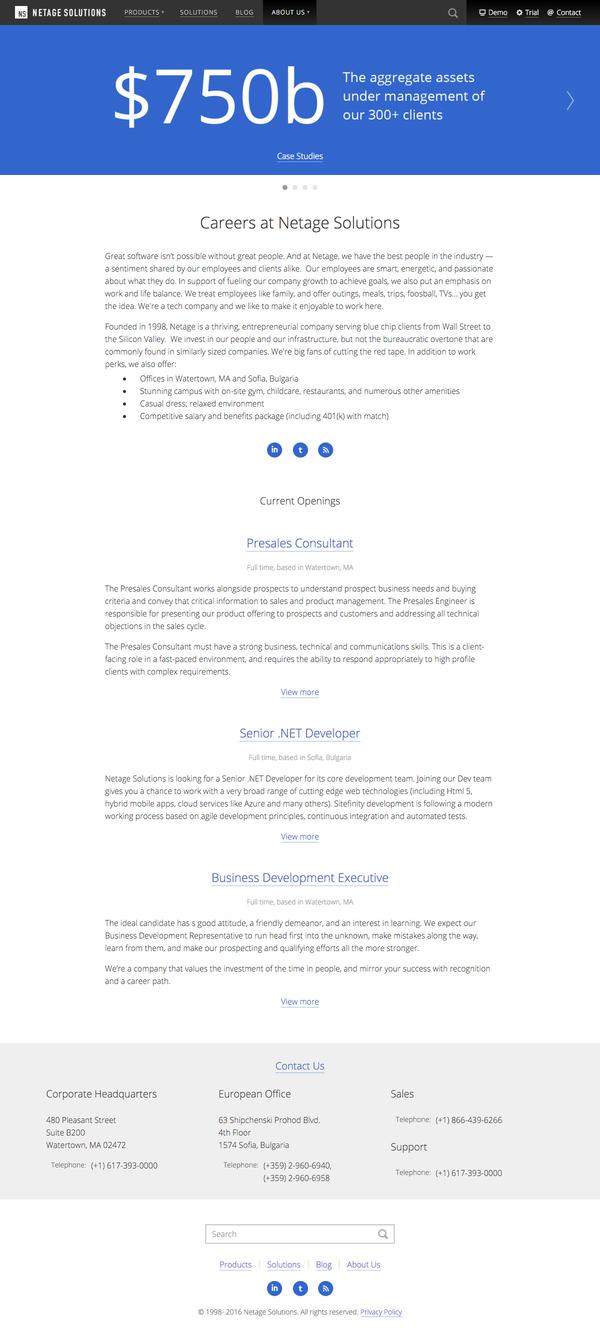 NS NETAGE SOLUTIONS PRODUCTS SOLUTIONS BLOG ABOUT US Demo Trial @ Contact
$750b
The aggregate assets
under management of
our 300+ clients
Case Studies
Careers at Netage Solutions
Great software isn't possible without great people. And at Netage, we have the best people in the industry —
a sentiment shared by our employees and clients alike. Our employees are smart, energetic, and passionate
about what they do. In support of fueling our company growth to achieve goals, we also put an emphasis on
work and life balance. We treat employees like family, and offer outings, meals, trips, foosball, TVs... you get
the idea. We're a tech company and we like to make it enjoyable to work here.
Founded in 1998, Netage is a thriving, entrepreneurial company serving blue chip clients from Wall Street to
the Silicon Valley. We invest in our people and our infrastructure, but not the bureaucratic overtone that are
commonly found in similarly sized companies. We're big fans of cutting the red tape. In addition to work
perks, we also offer:
• Offices in Watertown, MA and Sofia, Bulgaria
• Stunning campus with on-site gym, childcare, restaurants, and numerous other amenities
• Casual dress; relaxed environment
• Competitive salary and benefits package (including 401(k) with match)
in t
Current Openings
Presales Consultant
Full time, based in Watertown, MA
The Presales Consultant works alongside prospects to understand prospect business needs and buying
criteria and convey that critical information to sales and product management. The Presales Engineer is
responsible for presenting our product offering to prospects and customers and addressing all technical
objections in the sales cycle.
The Presales Consultant must have a strong business, technical and communications skills. This is a client-
facing role in a fast-paced environment, and requires the ability to respond appropriately to high profile
clients with complex requirements.
View more
Senior .NET Developer
Full time, based in Sofia, Bulgaria
Netage Solutions is looking for a Senior .NET Developer for its core development team. Joining our Dev team
gives you a chance to work with a very broad range of cutting edge web technologies (including Html 5,
hybrid mobile apps, cloud services like Azure and many others). Sitefinity development is following a modern
working process based on agile development principles, continuous integration and automated tests.
View more
Business Development Executive
Full time, based in Watertown, MA
The ideal candidate has s good attitude, a friendly demeanor, and an interest in learning. We expect our
Business Development Representative to run head first into the unknown, make mistakes along the way,
learn from them, and make our prospecting and qualifying efforts all the more stronger.
We're a company that values the investment of the time in people, and mirror your success with recognition
and a career path.
View more
Contact Us
Corporate Headquarters
480 Pleasant Street
Suite B200
Watertown, MA 02472
Telephone: (+1) 617-393-0000
European Office
63 Shipchenski Prohod Blvd.
4th Floor
1574 Sofia, Bulgaria
Telephone: (+359) 2-960-6940,
(+359) 2-960-6958
Sales
Telephone: (+1) 866-439-6266
Support
Telephone: (+1) 617-393-0000
Search
Products Solutions Blog About Us
in t
© 1998- 2016 Netage Solutions. All rights reserved. Privacy Policy